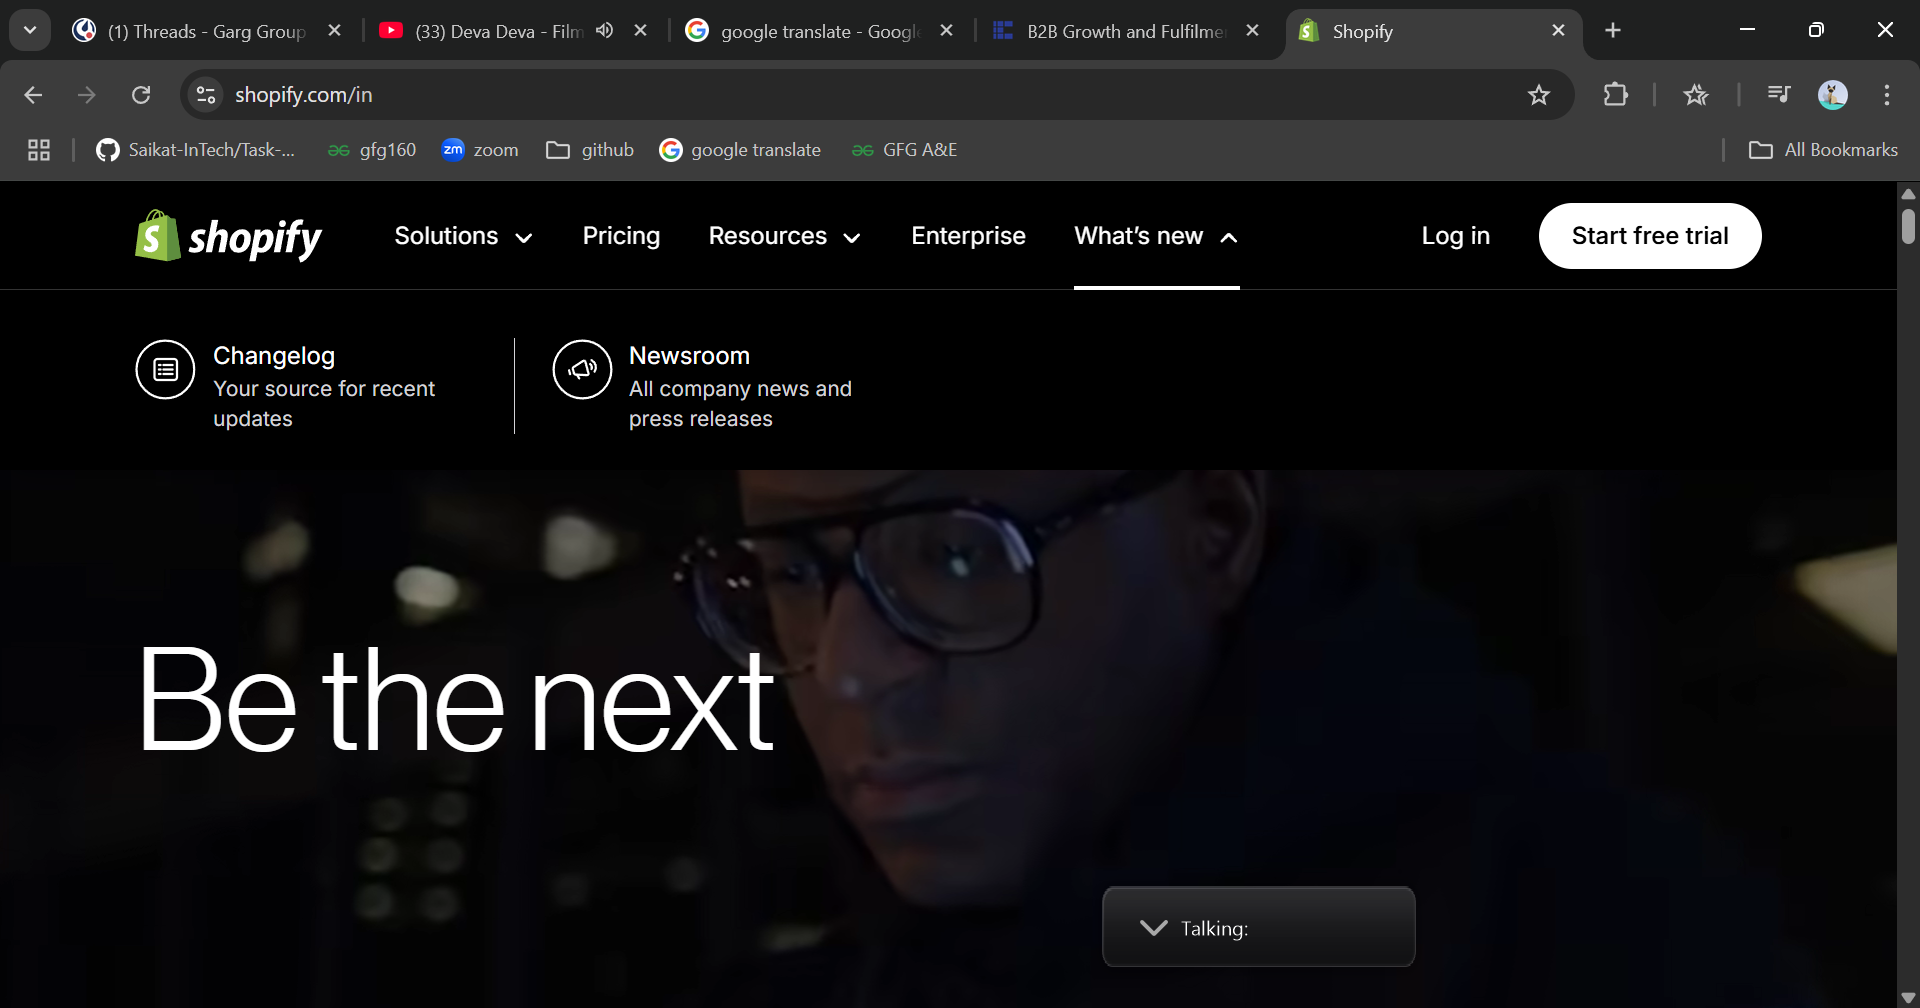 (1) Threads - Garg Group
(33) Deva Deva - Film
google translate - Google
B2B Growth and Fulfilme
Shopify
shopify.com/in
Saikat-InTech/Task-...
gfg160
zm zoom
github
google translate
GFG A&E
All Bookmarks
shopify
Solutions
Pricing
Resources
Enterprise
What's new
Log in
Start free trial
Changelog
Your source for recent
updates
Newsroom
All company news and
press releases
Be the next
Talking: